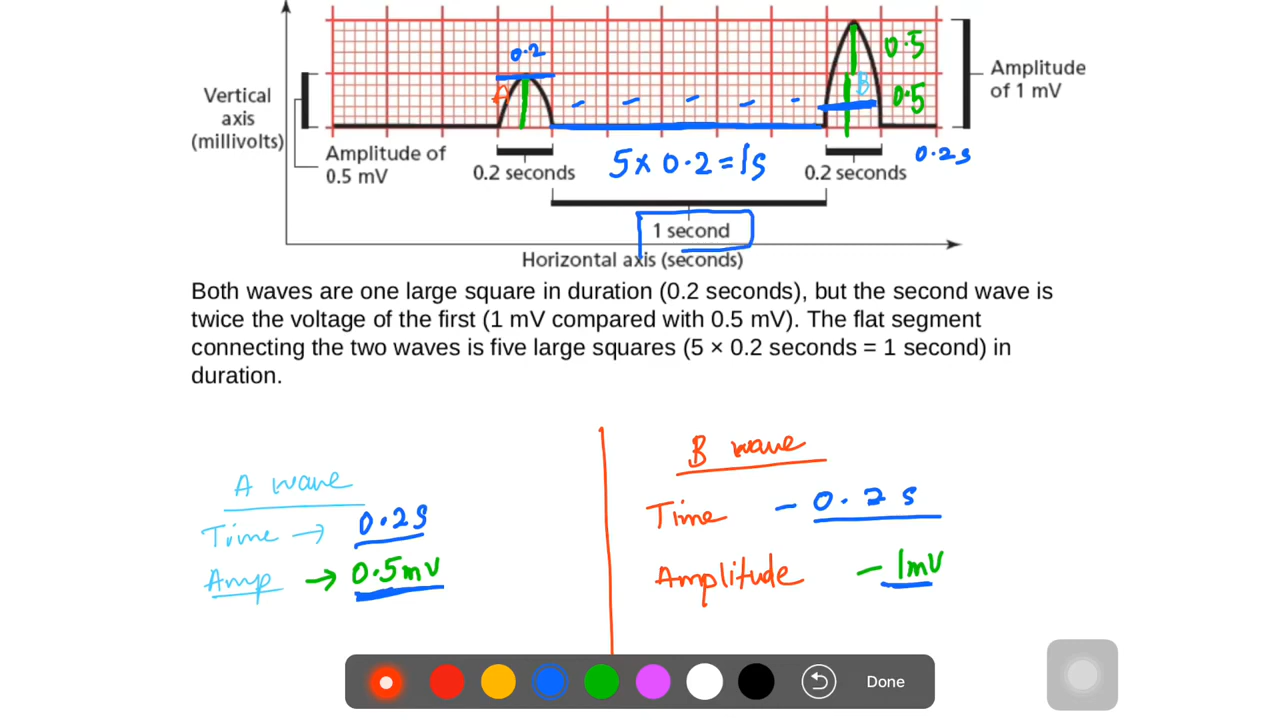 0.2
0.5
A
B
0.5
Amplitude
of 1 mV
Vertical
axis
(millivolts)
Amplitude of
0.5 mV
0.2 seconds
5 × 0.2 = 1s
0.2 seconds
0.2s
1 second
Horizontal axis (seconds)
Both waves are one large square in duration (0.2 seconds), but the second wave is
twice the voltage of the first (1 mV compared with 0.5 mV). The flat segment
connecting the two waves is five large squares (5 × 0.2 seconds = 1 second) in
duration.
A wave
Time → 0.2s
Amp → 0.5mV
B wave
Time - 0.2 s
Amplitude - 1mV
Done